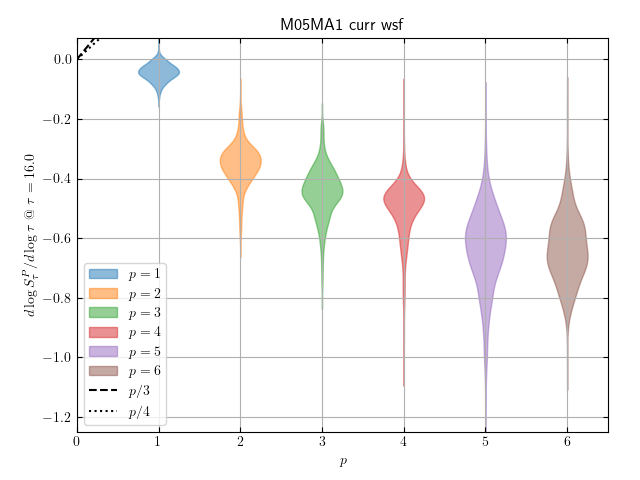 M05MA1 curr wsf
d log S_τ^P / d log τ @ τ = 16.0
0.0
−0.2
−0.4
−0.6
−0.8
−1.0
−1.2
p = 1
p = 2
p = 3
p = 4
p = 5
p = 6
p/3
p/4
0 1 2 3 4 5 6
p